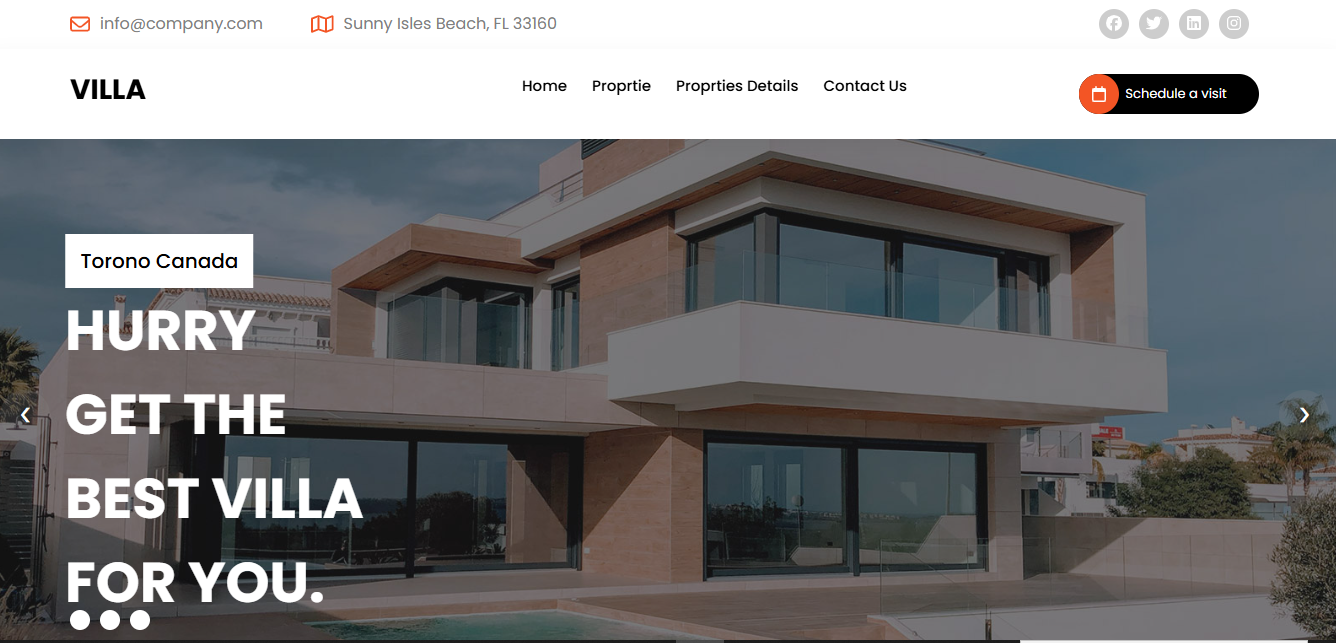 info@company.com
Sunny Isles Beach, FL 33160
VILLA
Home
Proprtie
Proprties Details
Contact Us
Schedule a visit
Torono Canada
HURRY
GET THE
BEST VILLA
FOR YOU.